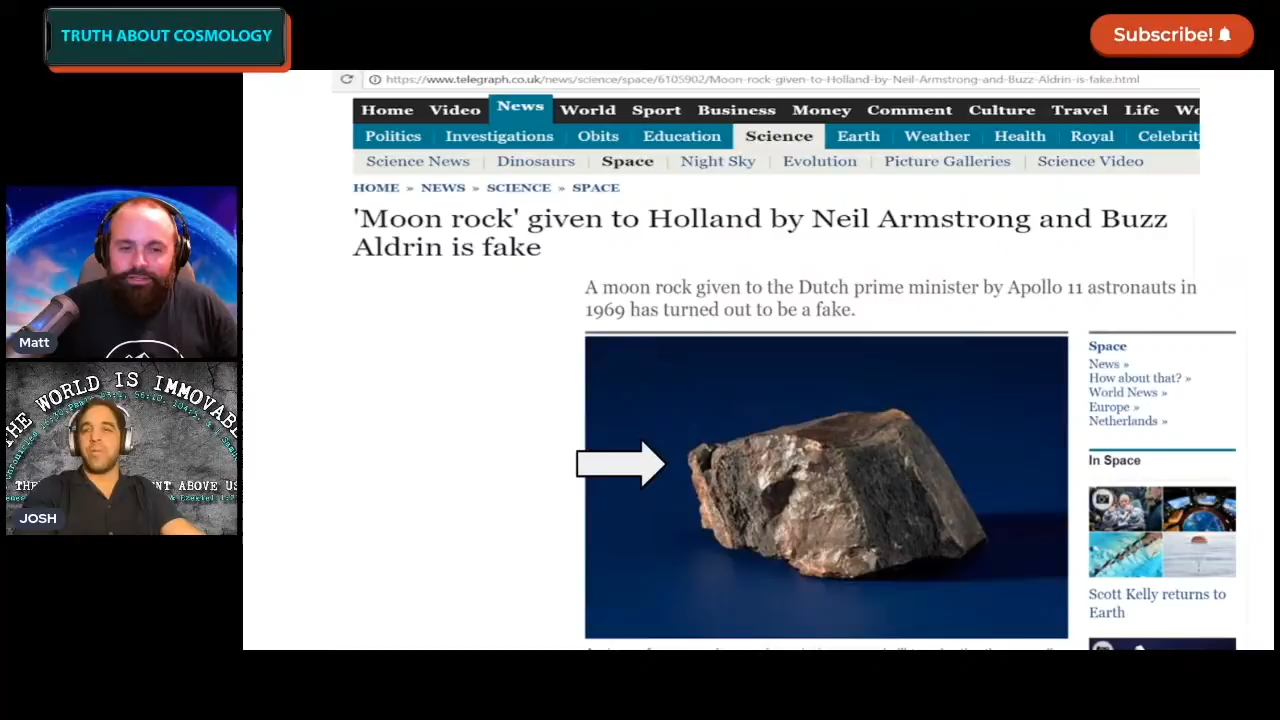 TRUTH ABOUT COSMOLOGY
Subscribe!
https://www.telegraph.co.uk/news/science/space/6105902/Moon-rock-given-to-Holland-by-Neil-Armstrong-and-Buzz-Aldrin-is-fake.html
Home Video News World Sport Business Money Comment Culture Travel Life
Politics Investigations Obits Education Science Earth Weather Health Royal Celebrit
Science News Dinosaurs Space Night Sky Evolution Picture Galleries Science Video
HOME » NEWS » SCIENCE » SPACE
'Moon rock' given to Holland by Neil Armstrong and Buzz
Aldrin is fake
A moon rock given to the Dutch prime minister by Apollo 11 astronauts in
1969 has turned out to be a fake.
Space
News »
How about that? »
World News »
Europe »
Netherlands »
In Space
Scott Kelly returns to
Earth
Matt
THE WORLD IS IMMOVABL
ENT ABOVE US
JOSH